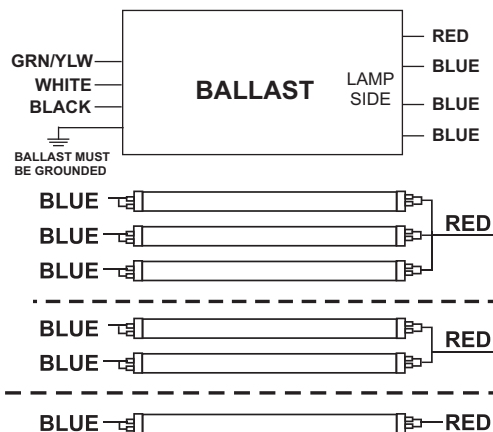 RED
GRN/YLW
BLUE
WHITE
BALLAST
LAMP
SIDE
BLACK
BLUE
BLUE
BALLAST MUST
BE GROUNDED
BLUE
BLUE
RED
BLUE
BLUE
RED
BLUE
BLUE
RED